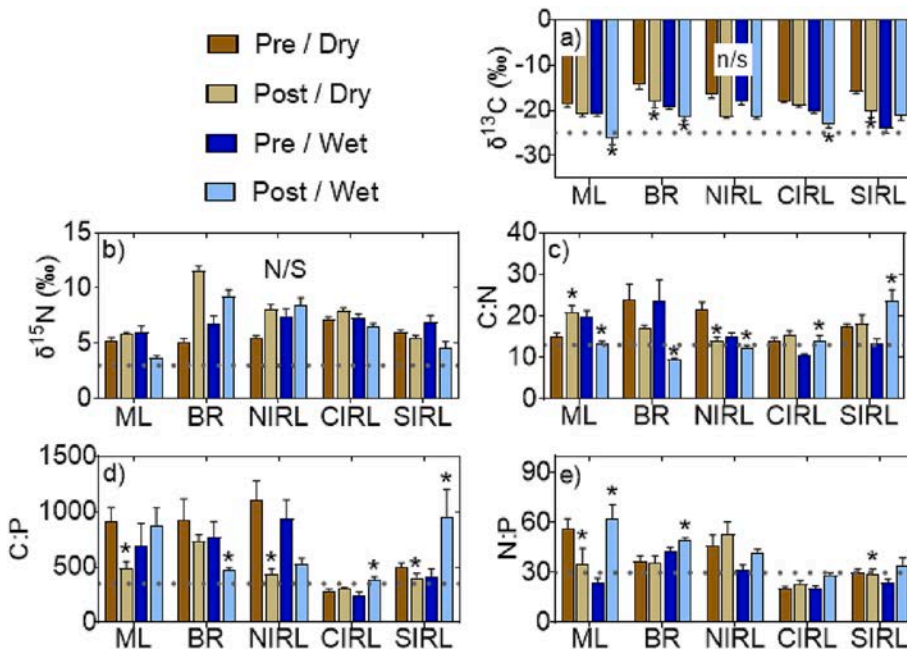 Pre / Dry
Post / Dry
Pre / Wet
Post / Wet
a)
δ¹³C (‰)
0
-10
-20
-30
n/s
*
*
*
*
*
ML BR NIRL CIRL SIRL
b)
δ¹⁵N (‰)
15
10
5
0
N/S
ML BR NIRL CIRL SIRL
c)
C:N
40
30
20
10
0
*
*
*
*
*
*
*
ML BR NIRL CIRL SIRL
d)
C:P
1500
1000
500
0
*
*
*
*
*
*
ML BR NIRL CIRL SIRL
e)
N:P
90
60
30
0
*
*
*
*
ML BR NIRL CIRL SIRL